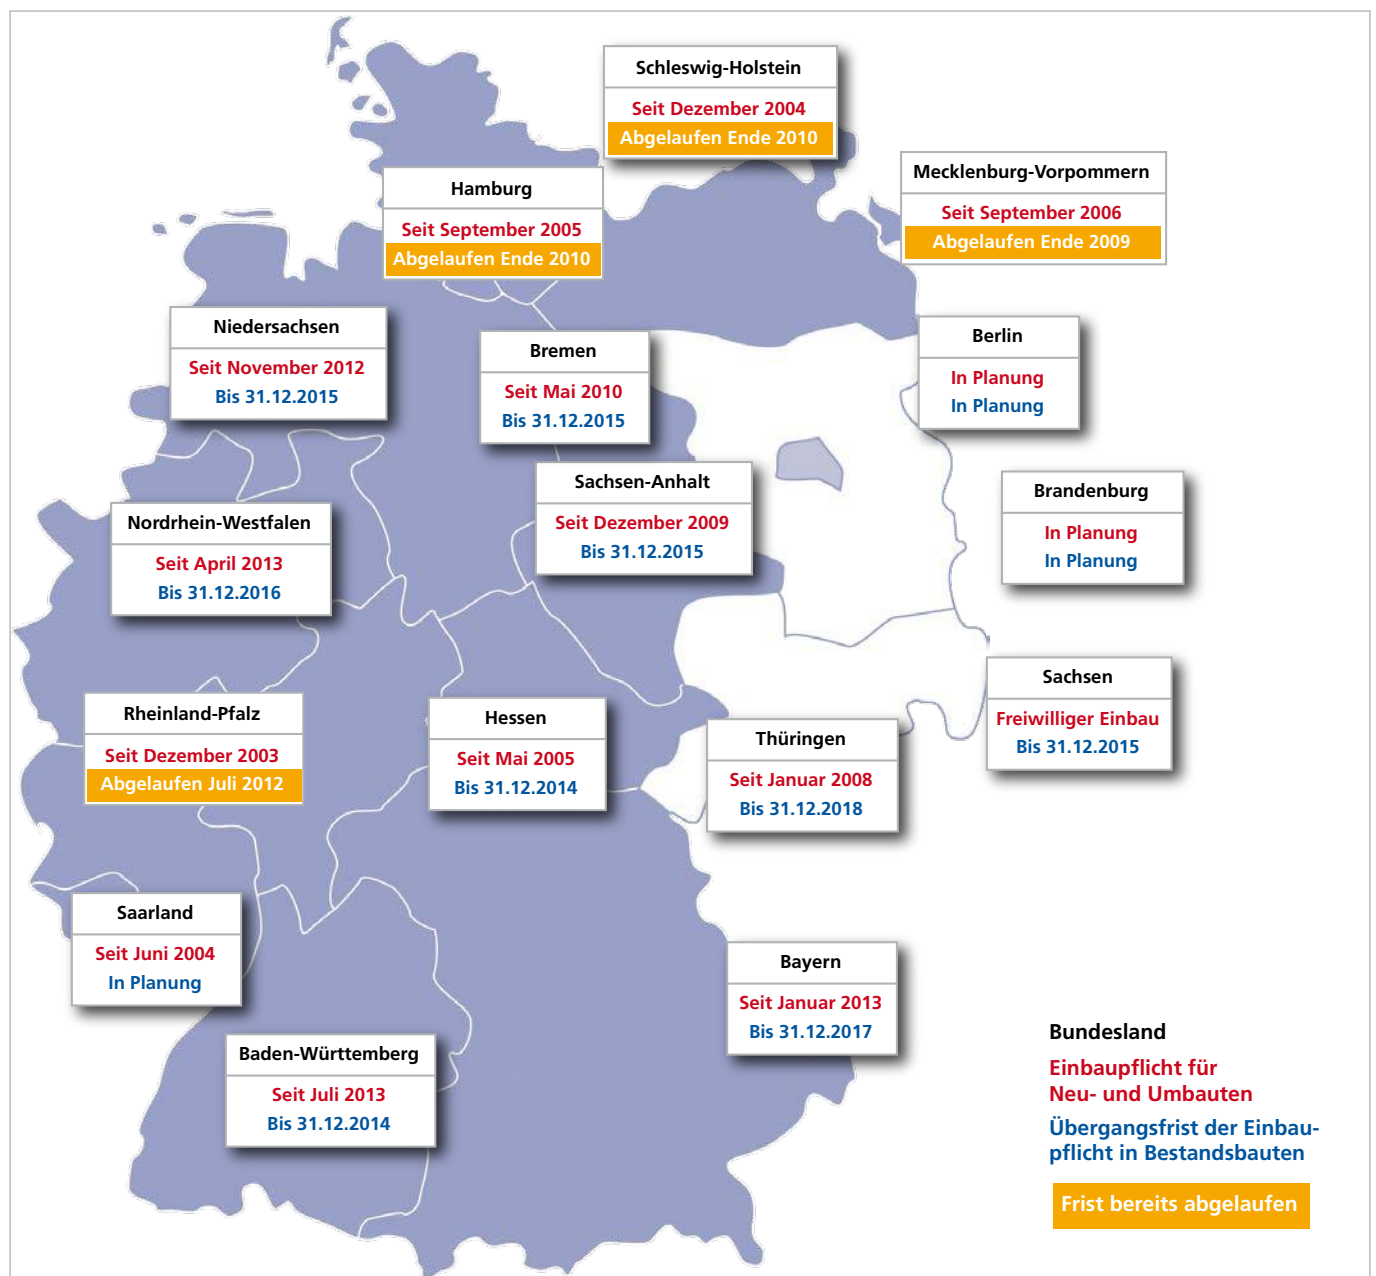 Schleswig-Holstein
Seit Dezember 2004
Abgelaufen Ende 2010
Mecklenburg-Vorpommern
Seit September 2006
Abgelaufen Ende 2009
Hamburg
Seit September 2005
Abgelaufen Ende 2010
Niedersachsen
Seit November 2012
Bis 31.12.2015
Bremen
Seit Mai 2010
Bis 31.12.2015
Berlin
In Planung
In Planung
Sachsen-Anhalt
Seit Dezember 2009
Bis 31.12.2015
Brandenburg
In Planung
In Planung
Nordrhein-Westfalen
Seit April 2013
Bis 31.12.2016
Sachsen
Freiwilliger Einbau
Bis 31.12.2015
Rheinland-Pfalz
Seit Dezember 2003
Abgelaufen Juli 2012
Hessen
Seit Mai 2005
Bis 31.12.2014
Thüringen
Seit Januar 2008
Bis 31.12.2018
Saarland
Seit Juni 2004
In Planung
Bayern
Seit Januar 2013
Bis 31.12.2017
Baden-Württemberg
Seit Juli 2013
Bis 31.12.2014
Bundesland
Einbaupflicht für
Neu- und Umbauten
Übergangsfrist der Einbau-
pflicht in Bestandsbauten
Frist bereits abgelaufen